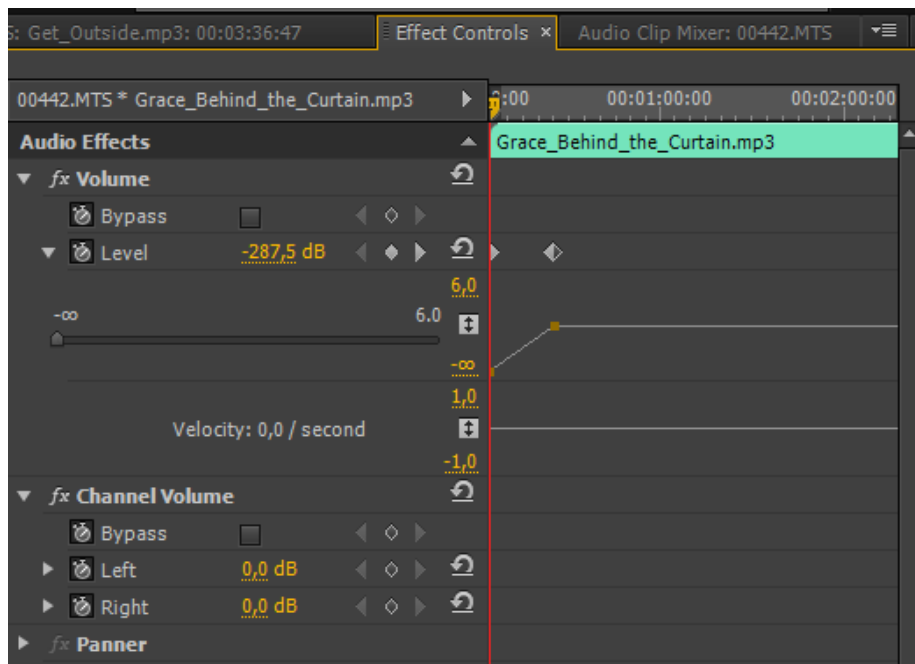 S: Get_Outside.mp3: 00:03:36:47
Effect Controls ×
Audio Clip Mixer: 00442.MTS
00442.MTS * Grace_Behind_the_Curtain.mp3
:00
00:01:00:00
00:02:00:00
Audio Effects
Grace_Behind_the_Curtain.mp3
fx Volume
Bypass
Level -287,5 dB
6,0
-∞ 6.0
-∞
1,0
Velocity: 0,0 / second
-1,0
fx Channel Volume
Bypass
Left 0,0 dB
Right 0,0 dB
fx Panner